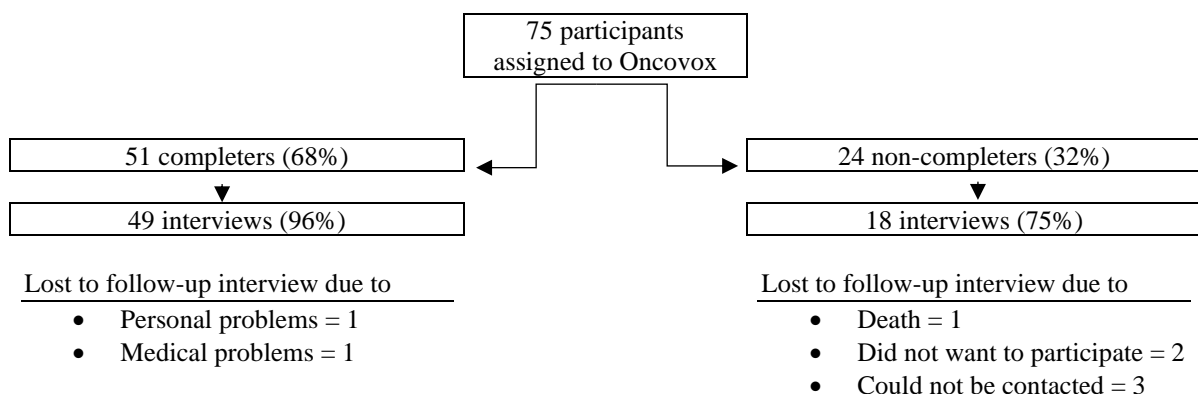 75 participants
assigned to Oncovox
51 completers (68%)
24 non-completers (32%)
49 interviews (96%)
18 interviews (75%)
Lost to follow-up interview due to
• Personal problems = 1
• Medical problems = 1
Lost to follow-up interview due to
• Death = 1
• Did not want to participate = 2
• Could not be contacted = 3